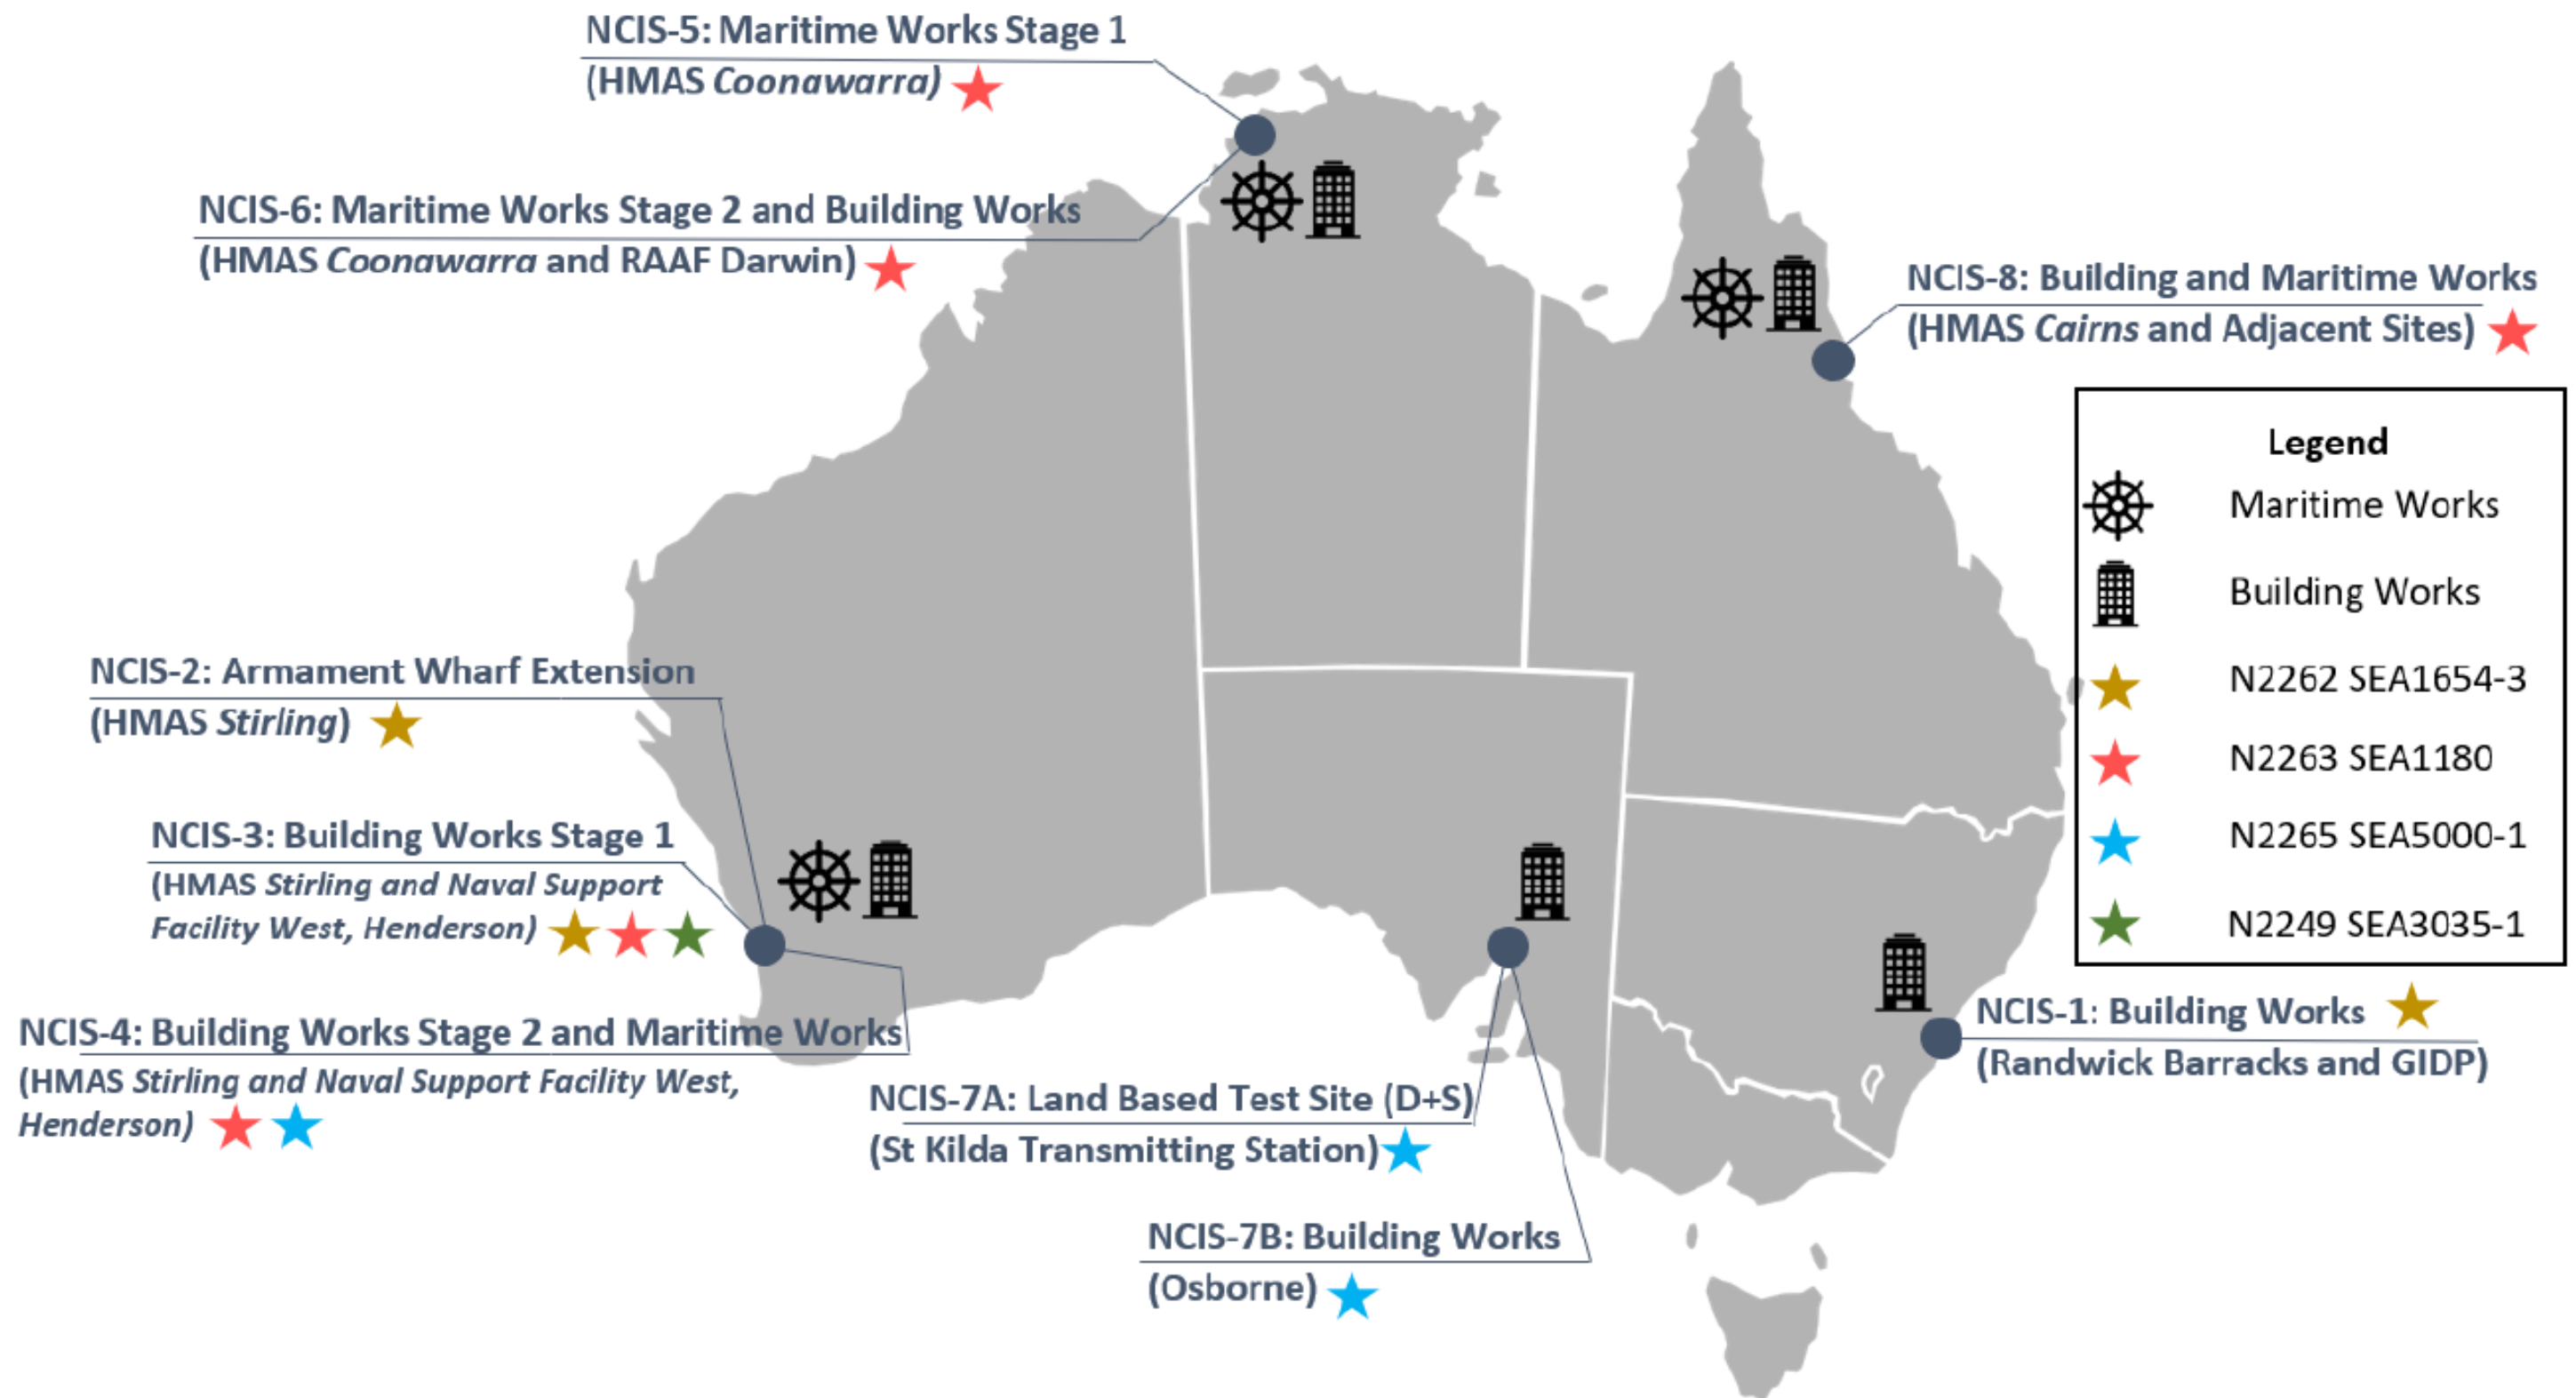 NCIS-5: Maritime Works Stage 1
(HMAS Coonawarra)
NCIS-6: Maritime Works Stage 2 and Building Works
(HMAS Coonawarra and RAAF Darwin)
NCIS-8: Building and Maritime Works
(HMAS Cairns and Adjacent Sites)
Legend
Maritime Works
Building Works
N2262 SEA1654-3
N2263 SEA1180
N2265 SEA5000-1
N2249 SEA3035-1
NCIS-2: Armament Wharf Extension
(HMAS Stirling)
NCIS-3: Building Works Stage 1
(HMAS Stirling and Naval Support
Facility West, Henderson)
NCIS-4: Building Works Stage 2 and Maritime Works
(HMAS Stirling and Naval Support Facility West,
Henderson)
NCIS-7A: Land Based Test Site (D+S)
(St Kilda Transmitting Station)
NCIS-7B: Building Works
(Osborne)
NCIS-1: Building Works
(Randwick Barracks and GIDP)